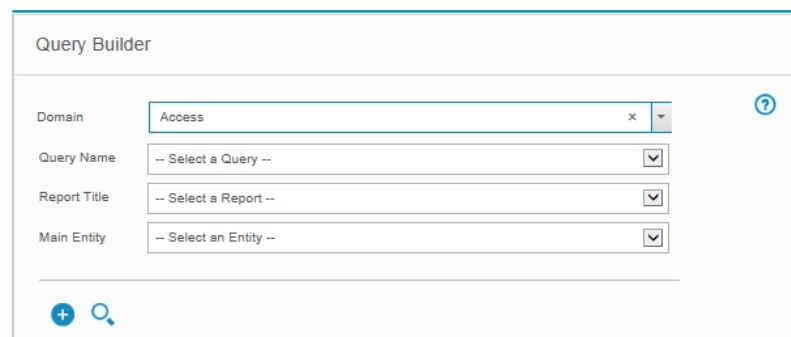 Query Builder
Domain Access
Query Name -- Select a Query --
Report Title -- Select a Report --
Main Entity -- Select an Entity --